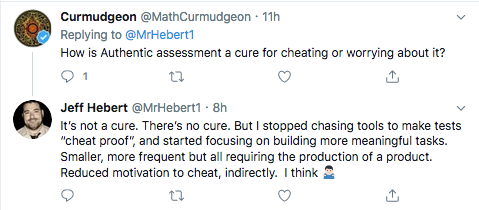 Curmudgeon @MathCurmudgeon · 11h
Replying to @MrHebert1
How is Authentic assessment a cure for cheating or worrying about it?
1
Jeff Hebert @MrHebert1 · 8h
It's not a cure. There's no cure. But I stopped chasing tools to make tests
"cheat proof", and started focusing on building more meaningful tasks.
Smaller, more frequent but all requiring the production of a product.
Reduced motivation to cheat, indirectly.  I think 🤷🏻‍♂️